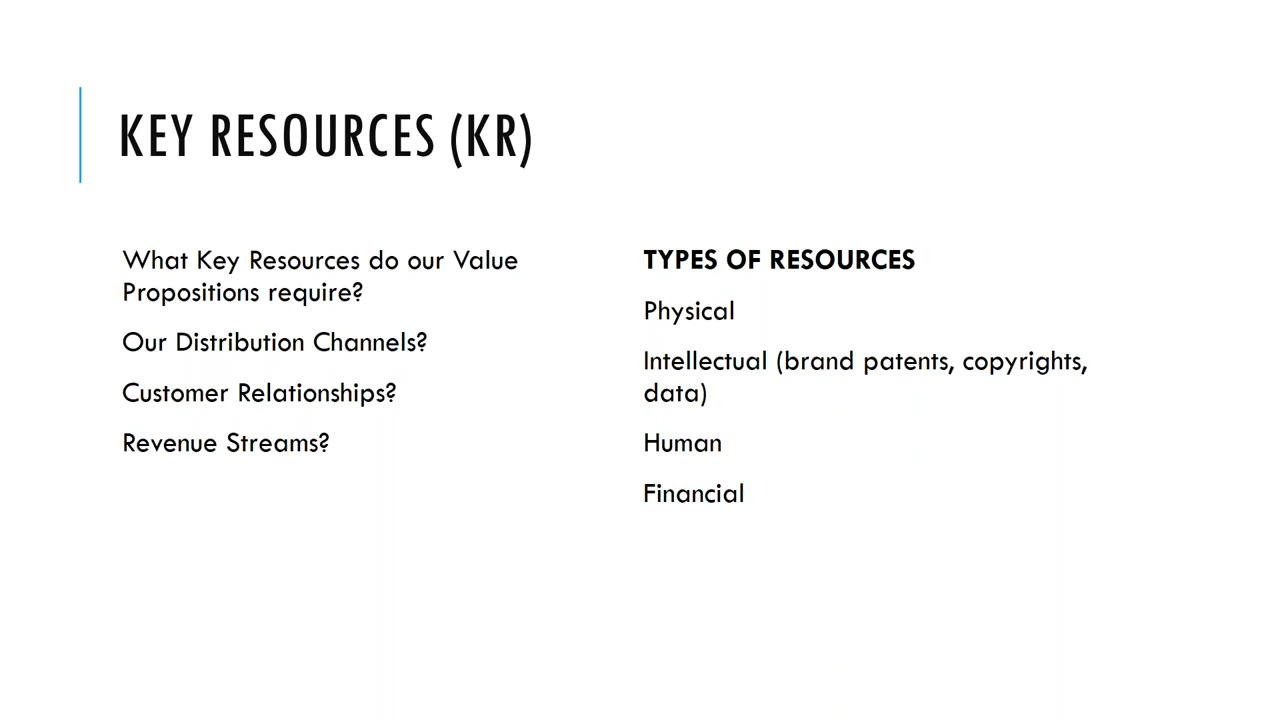 KEY RESOURCES (KR)
What Key Resources do our Value
Propositions require?
Our Distribution Channels?
Customer Relationships?
Revenue Streams?
TYPES OF RESOURCES
Physical
Intellectual (brand patents, copyrights,
data)
Human
Financial